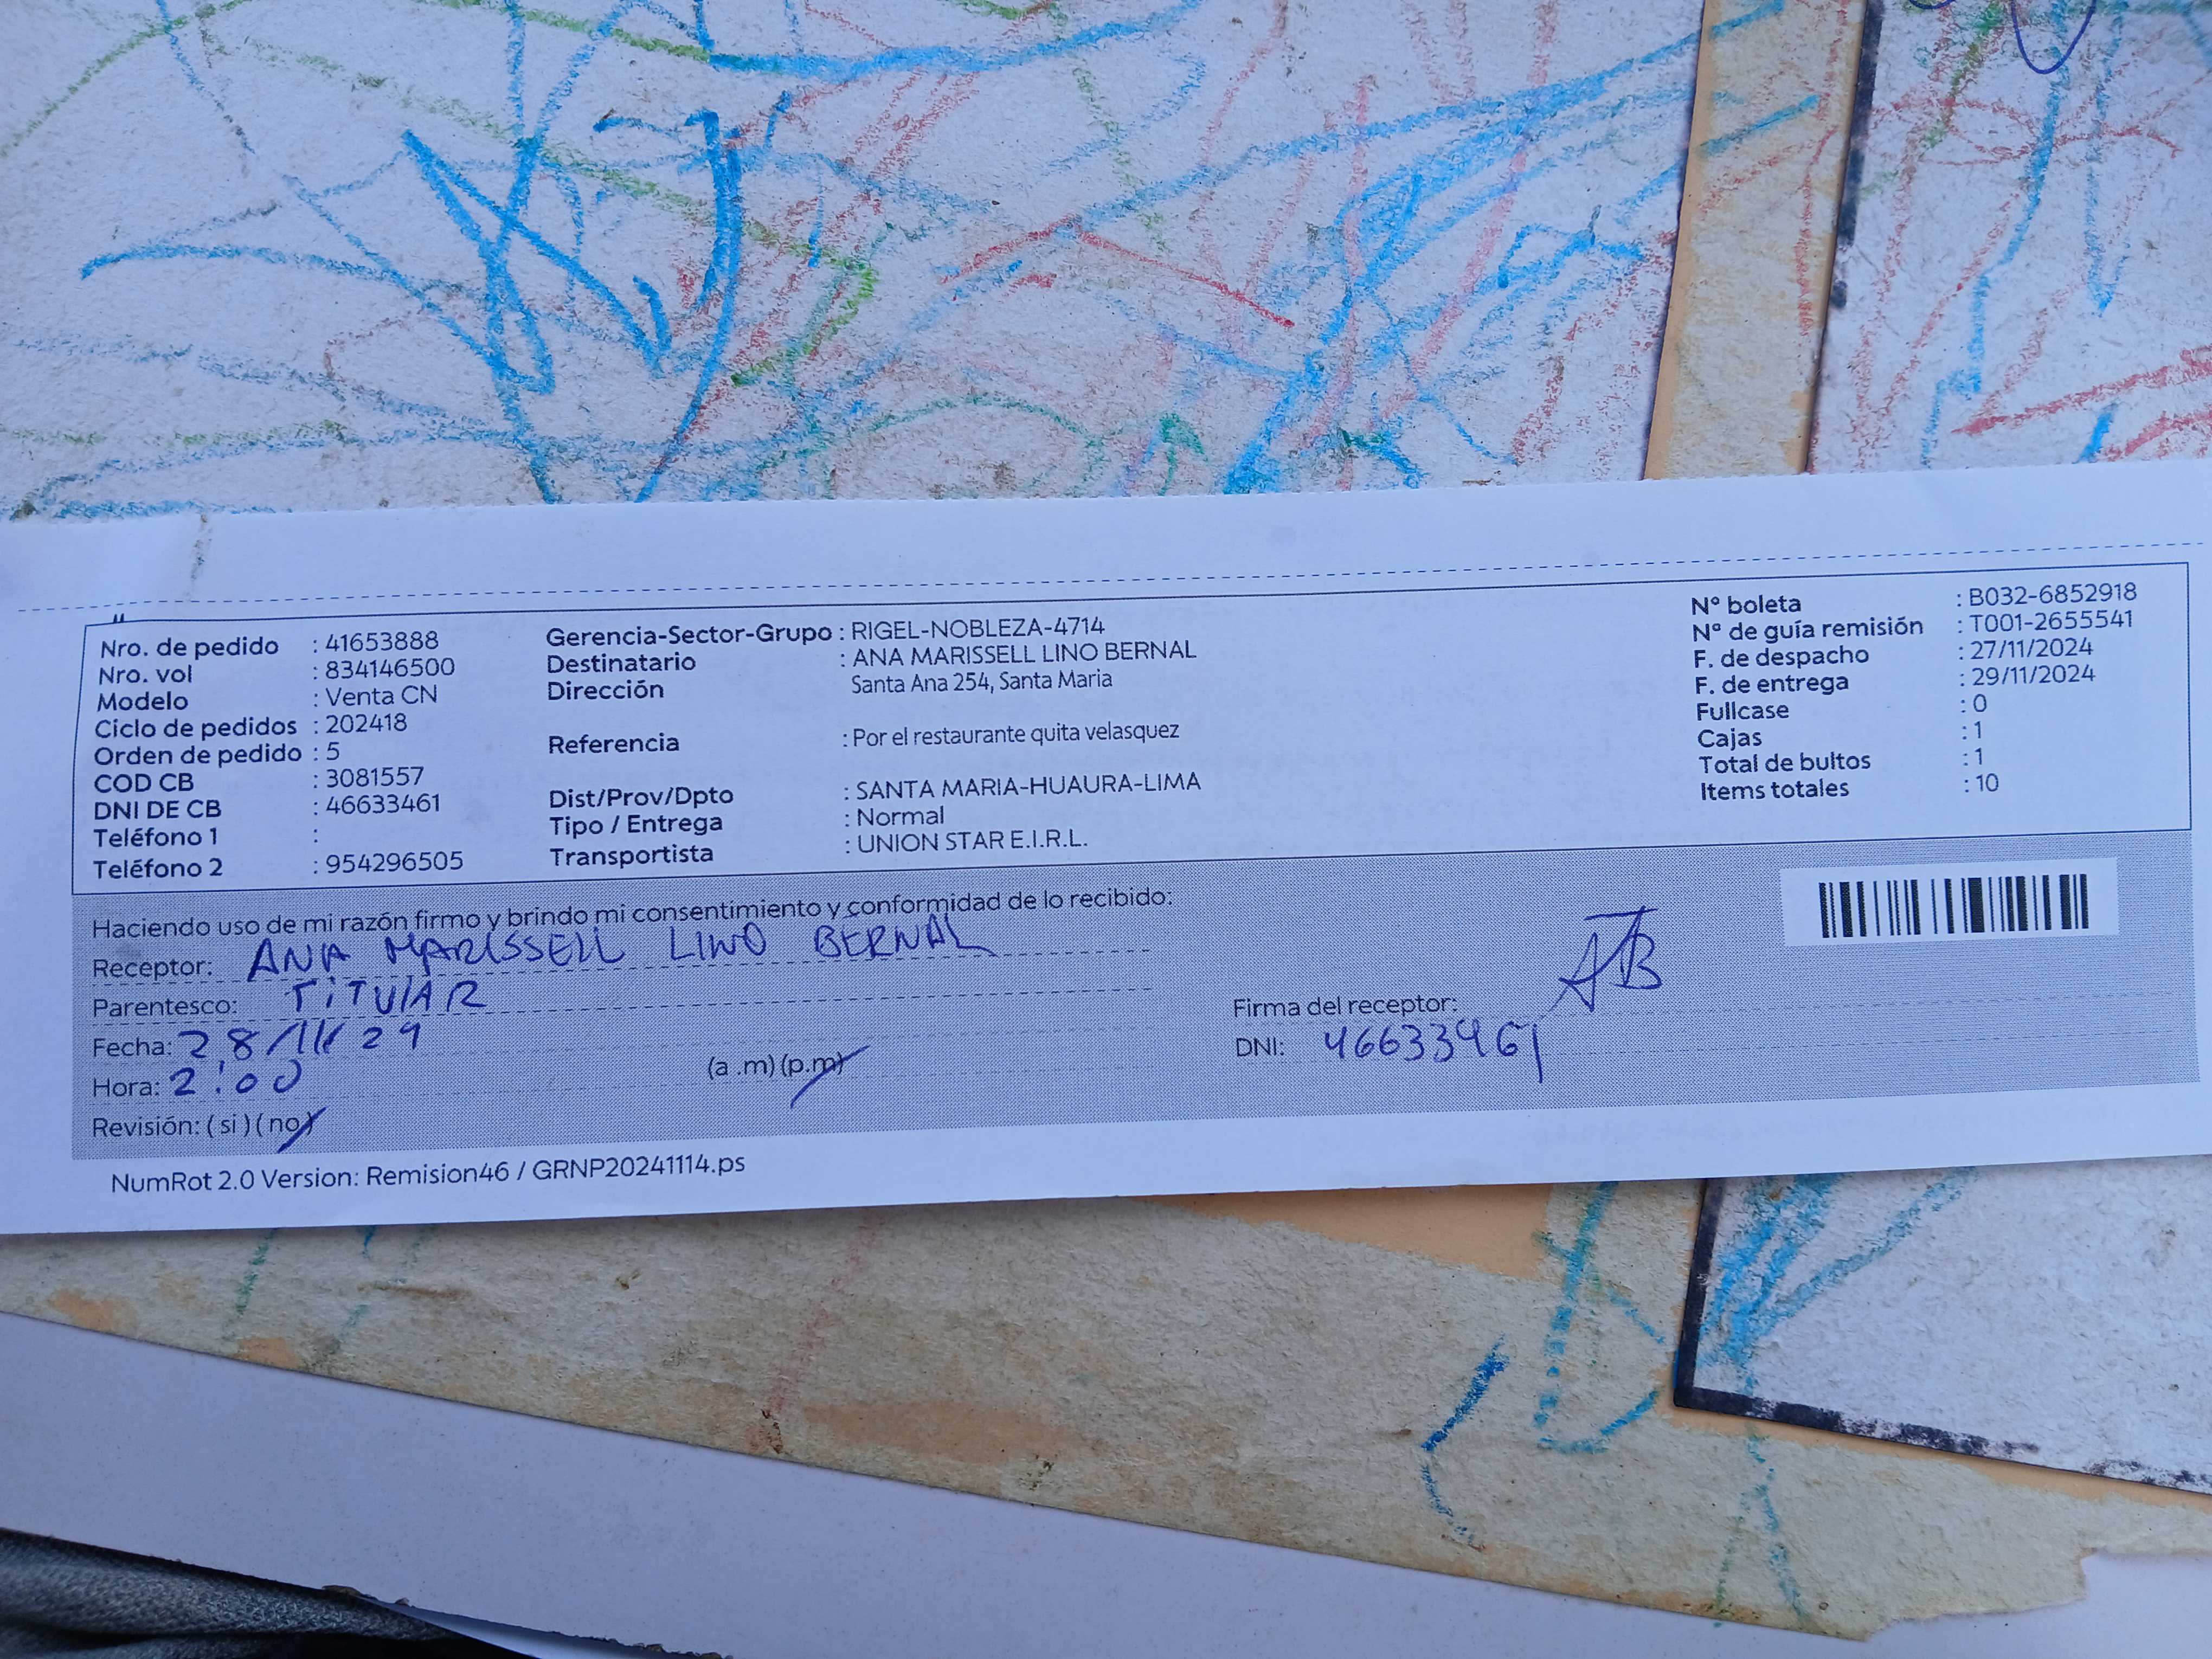 Nro. de pedido : 41653888
Nro. vol : 834146500
Modelo : Venta CN
Ciclo de pedidos : 202418
Orden de pedido : 5
COD CB : 3081557
DNI DE CB : 46633461
Teléfono 1 :
Teléfono 2 : 954296505
Gerencia-Sector-Grupo : RIGEL-NOBLEZA-4714
Destinatario : ANA MARISSELL LINO BERNAL
Dirección Santa Ana 254, Santa Maria
Referencia : Por el restaurante quita velasquez
Dist/Prov/Dpto : SANTA MARIA-HUAURA-LIMA
Tipo / Entrega : Normal
Transportista : UNION STAR E.I.R.L.
Nº boleta : B032-6852918
Nº de guía remisión : T001-2655541
F. de despacho : 27/11/2024
F. de entrega : 29/11/2024
Fullcase : 0
Cajas : 1
Total de bultos : 1
Items totales : 10
Haciendo uso de mi razón firmo y brindo mi consentimiento y conformidad de lo recibido:
Receptor: ANA MARISSELL LINO BERNAL
Parentesco: TiTULAR
Fecha: 28/11/24
Hora: 2:00 (a .m) (p.m)
Revisión: ( si ) ( no )
Firma del receptor:
DNI: 46633461
NumRot 2.0 Version: Remision46 / GRNP20241114.ps